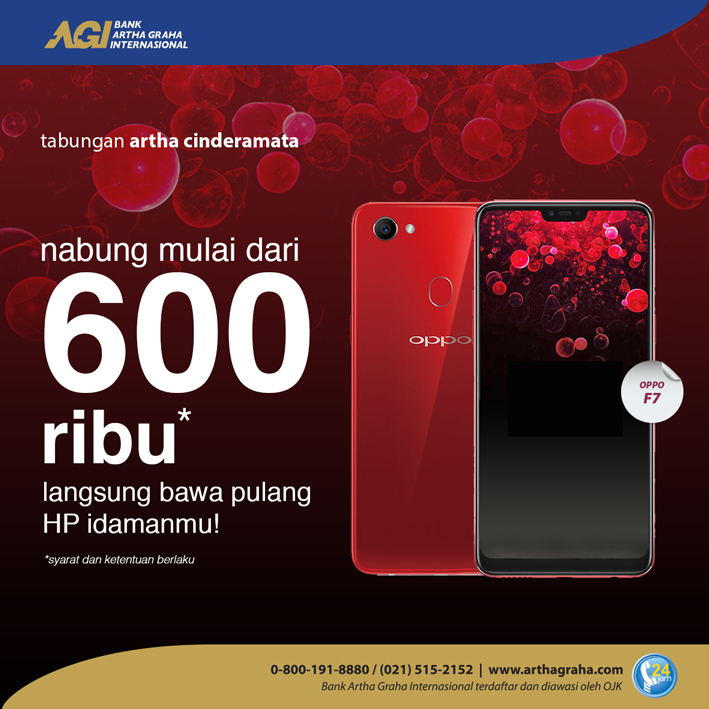 AGI BANK
ARTHA GRAHA
INTERNASIONAL
tabungan artha cinderamata
nabung mulai dari
600
ribu*
langsung bawa pulang
HP idamanmu!
*syarat dan ketentuan berlaku
oppo
OPPO
F7
0-800-191-8880 / (021) 515-2152 | www.arthagraha.com
Bank Artha Graha Internasional terdaftar dan diawasi oleh OJK
24
jam